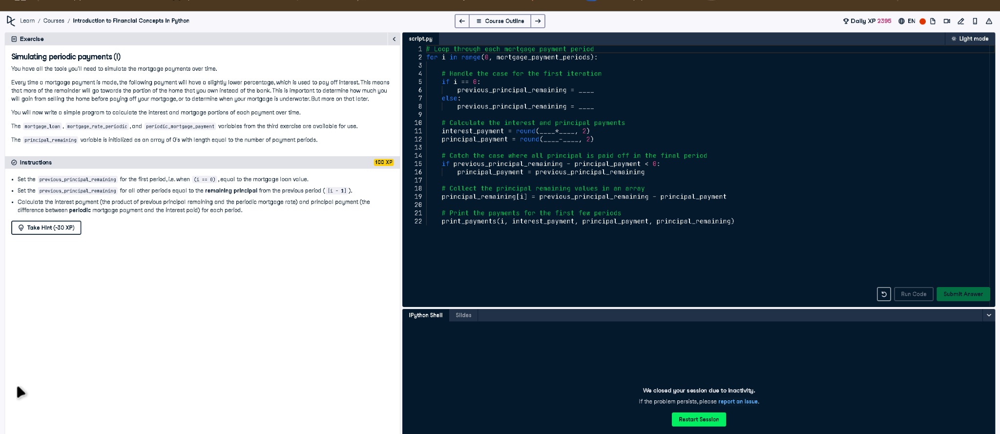 Learn / Courses / Introduction to Financial Concepts in Python
Course Outline
Daily XP 2395
EN
Exercise
Simulating periodic payments (I)
You have all the tools you'll need to simulate the mortgage payments over time.
Every time a mortgage payment is made, the following payment will have a slightly lower percentage, which is used to pay off interest. This means
that more of the remainder will go towards the portion of the home that you own instead of the bank. This is important to determine how much you
will gain from selling the home before paying off your mortgage, or to determine when your mortgage is underwater. But more on that later.
You will now write a simple program to calculate the interest and mortgage portions of each payment over time.
The mortgage_loan , mortgage_rate_periodic , and periodic_mortgage_payment variables from the third exercise are available for use.
The principal_remaining variable is initialized as an array of 0's with length equal to the number of payment periods.
Instructions
100 XP
• Set the previous_principal_remaining for the first period, i.e. when (i == 0) , equal to the mortgage loan value.
• Set the previous_principal_remaining for all other periods equal to the remaining principal from the previous period ( [i - 1] ).
• Calculate the interest payment (the product of previous principal remaining and the periodic mortgage rate) and principal payment (the
difference between periodic mortgage payment and the interest paid) for each period.
Take Hint (-30 XP)
script.py
Light mode
1 # Loop through each mortgage payment period
2 for i in range(0, mortgage_payment_periods):
3
4     # Handle the case for the first iteration
5     if i == 0:
6         previous_principal_remaining = ____
7     else:
8         previous_principal_remaining = ____
9
10     # Calculate the interest and principal payments
11     interest_payment = round(____*____, 2)
12     principal_payment = round(____-____, 2)
13
14     # Catch the case where all principal is paid off in the final period
15     if previous_principal_remaining - principal_payment < 0:
16         principal_payment = previous_principal_remaining
17
18     # Collect the principal remaining values in an array
19     principal_remaining[i] = previous_principal_remaining - principal_payment
20
21     # Print the payments for the first few periods
22     print_payments(i, interest_payment, principal_payment, principal_remaining)
Run Code
Submit Answer
IPython Shell
Slides
We closed your session due to inactivity.
If the problem persists, please report an issue.
Restart Session